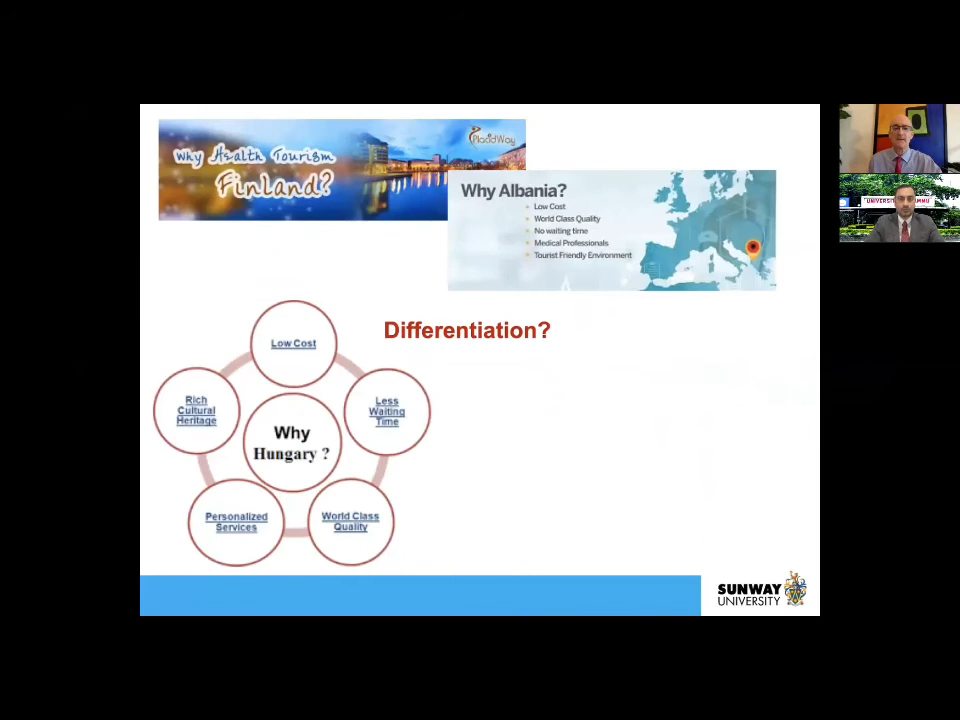 Why Health Tourism
Finland?
PlacidWay
Why Albania?
Low Cost
World Class Quality
No waiting time
Medical Professionals
Tourist Friendly Environment
Differentiation?
Low Cost
Rich
Cultural
Heritage
Less
Waiting
Time
Why
Hungary ?
Personalized
Services
World Class
Quality
SUNWAY
UNIVERSITY